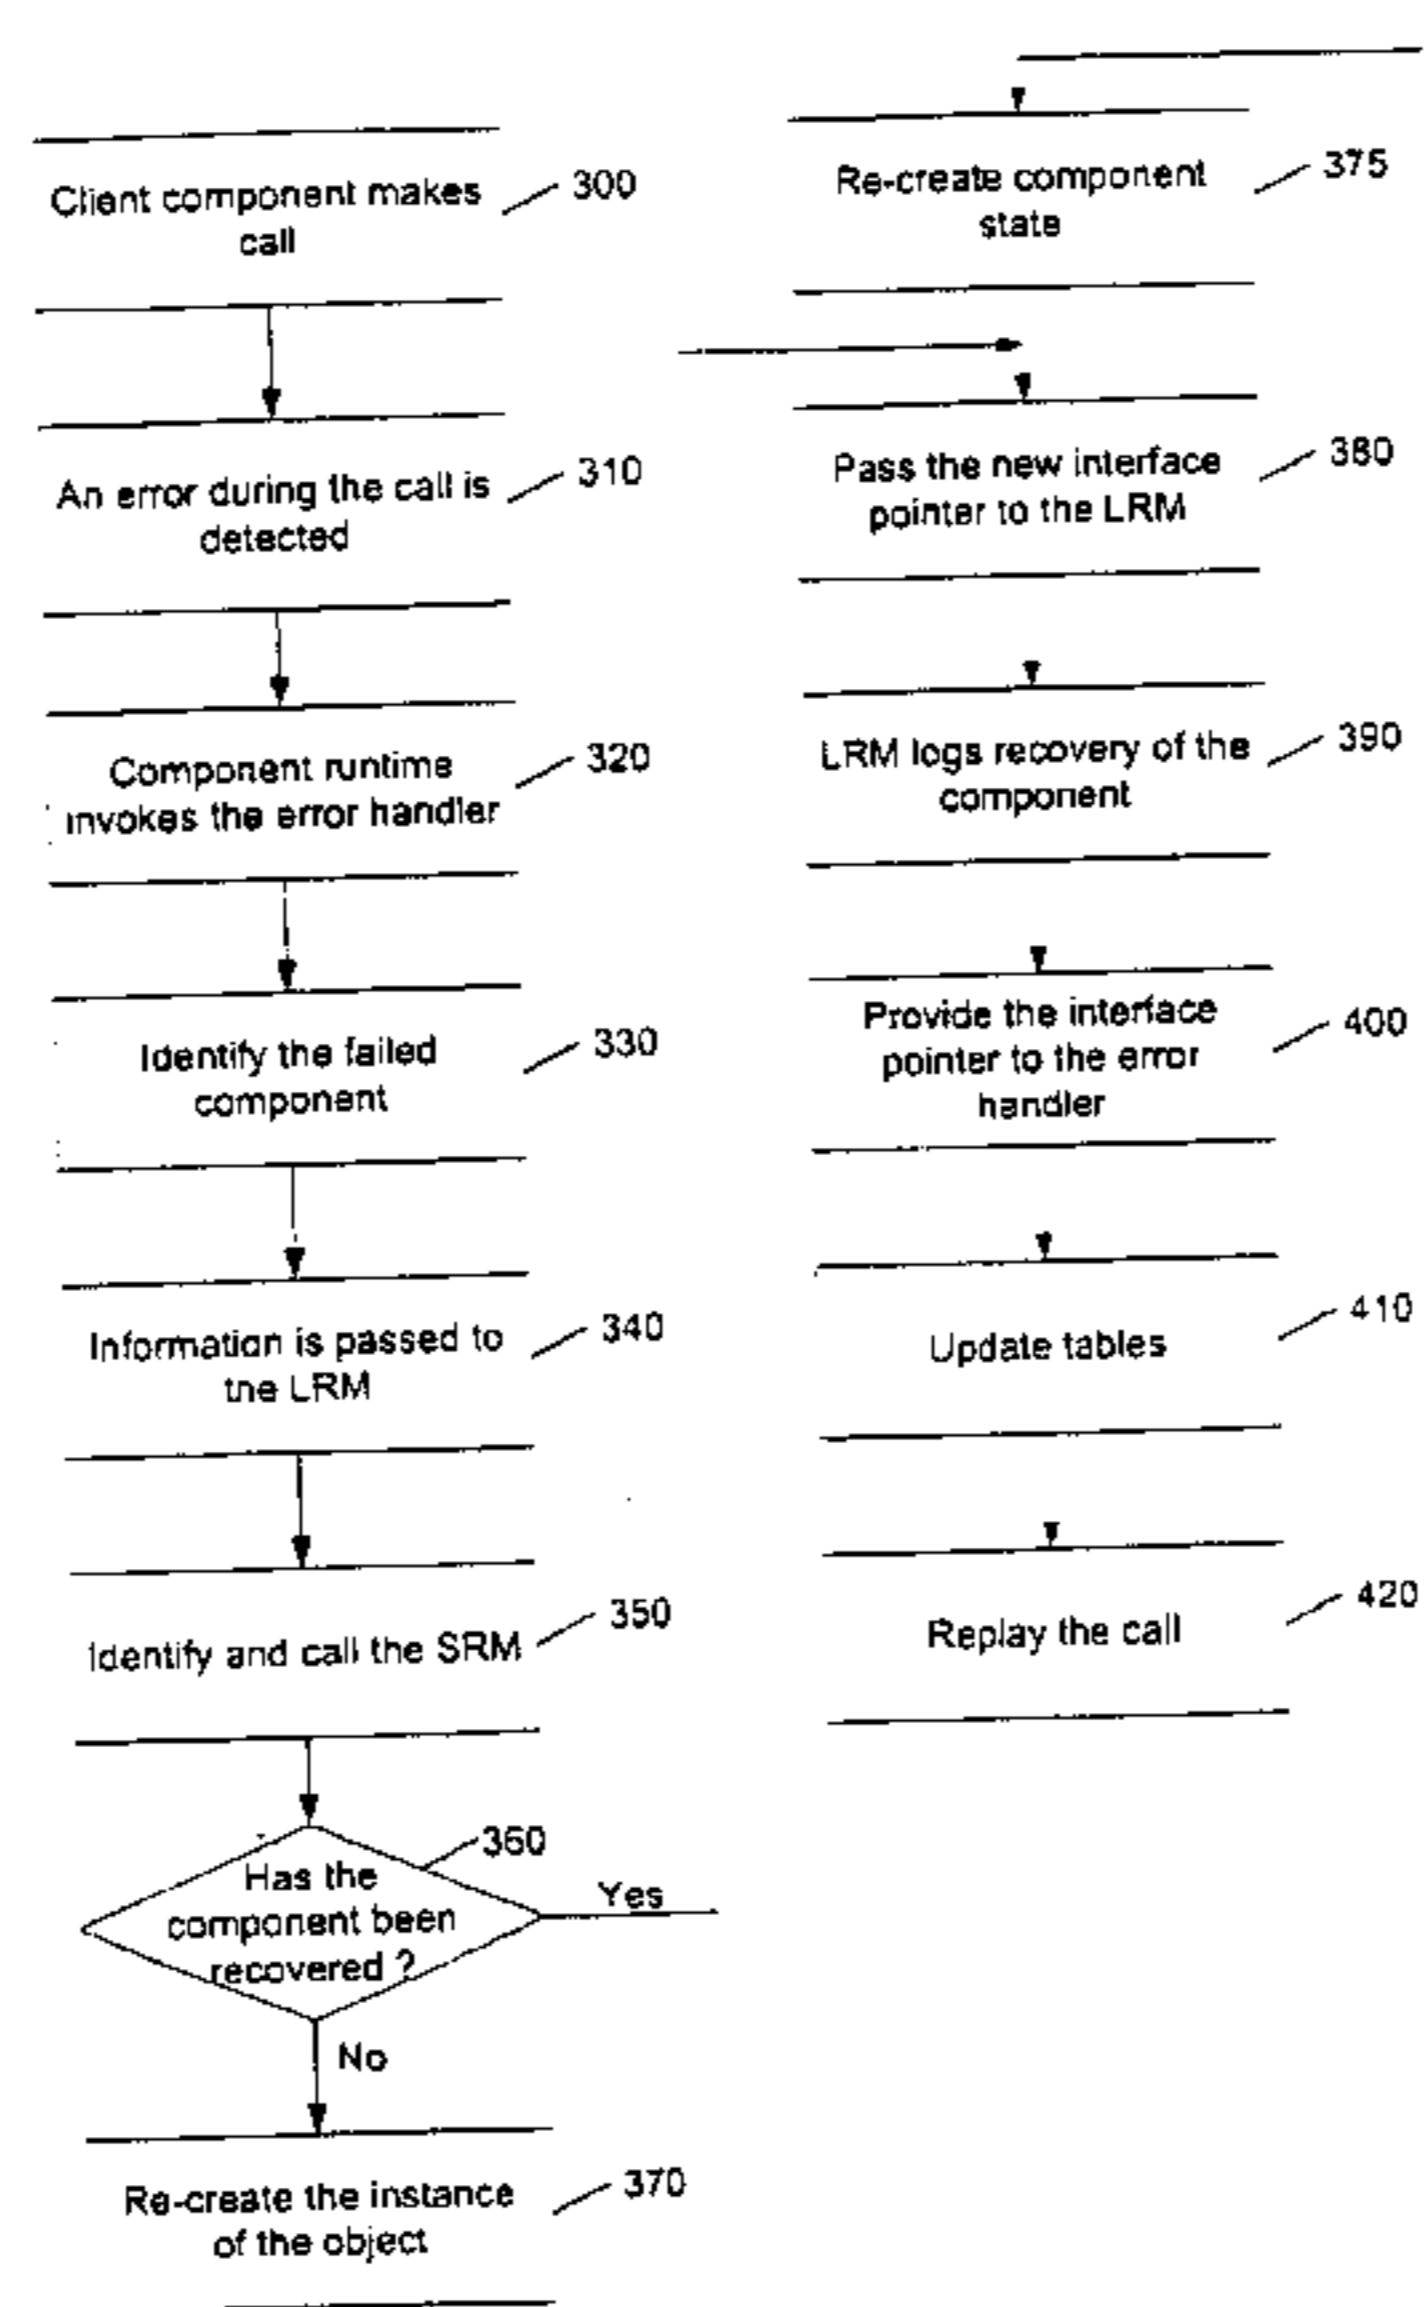 Client component makes
call
300
An error during the call is
detected
310
Component runtime
invokes the error handler
320
Identify the failed
component
330
Information is passed to
the LRM
340
Identify and call the SRM
350
360
Has the
component been
recovered ?
Yes
No
Re-create the instance
of the object
370
Re-create component
state
375
Pass the new interface
pointer to the LRM
380
LRM logs recovery of the
component
390
Provide the interface
pointer to the error
handler
400
Update tables
410
Replay the call
420